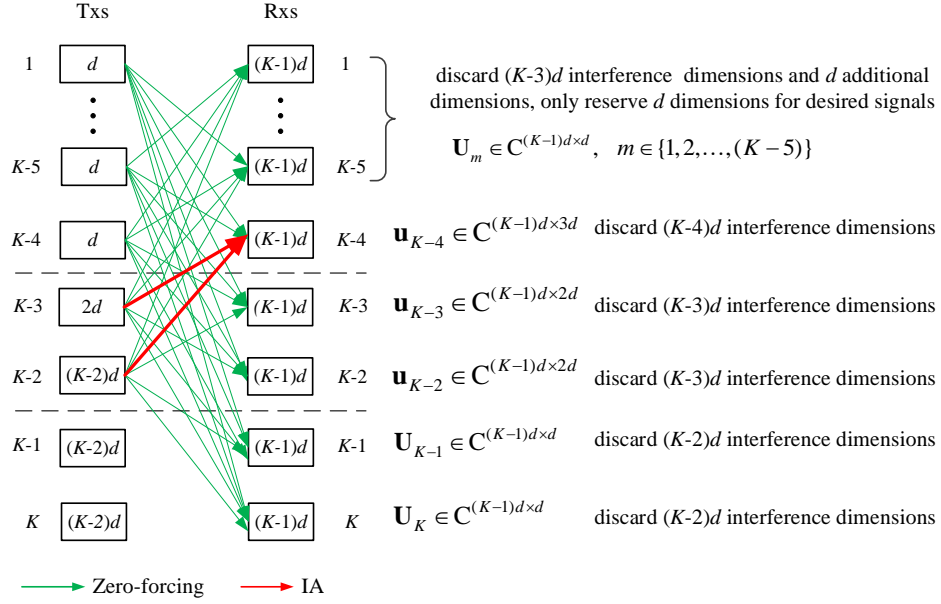 Txs Rxs
1 d (K-1)d 1
discard (K-3)d interference dimensions and d additional
dimensions, only reserve d dimensions for desired signals
K-5 d (K-1)d K-5
U_m ∈ C^{(K−1)d×d}, m ∈ {1, 2, …, (K − 5)}
K-4 d (K-1)d K-4 u_{K−4} ∈ C^{(K−1)d×3d} discard (K-4)d interference dimensions
K-3 2d (K-1)d K-3 u_{K−3} ∈ C^{(K−1)d×2d} discard (K-3)d interference dimensions
K-2 (K-2)d (K-1)d K-2 u_{K−2} ∈ C^{(K−1)d×2d} discard (K-3)d interference dimensions
K-1 (K-2)d (K-1)d K-1 U_{K−1} ∈ C^{(K−1)d×d} discard (K-2)d interference dimensions
K (K-2)d (K-1)d K U_K ∈ C^{(K−1)d×d} discard (K-2)d interference dimensions
Zero-forcing IA